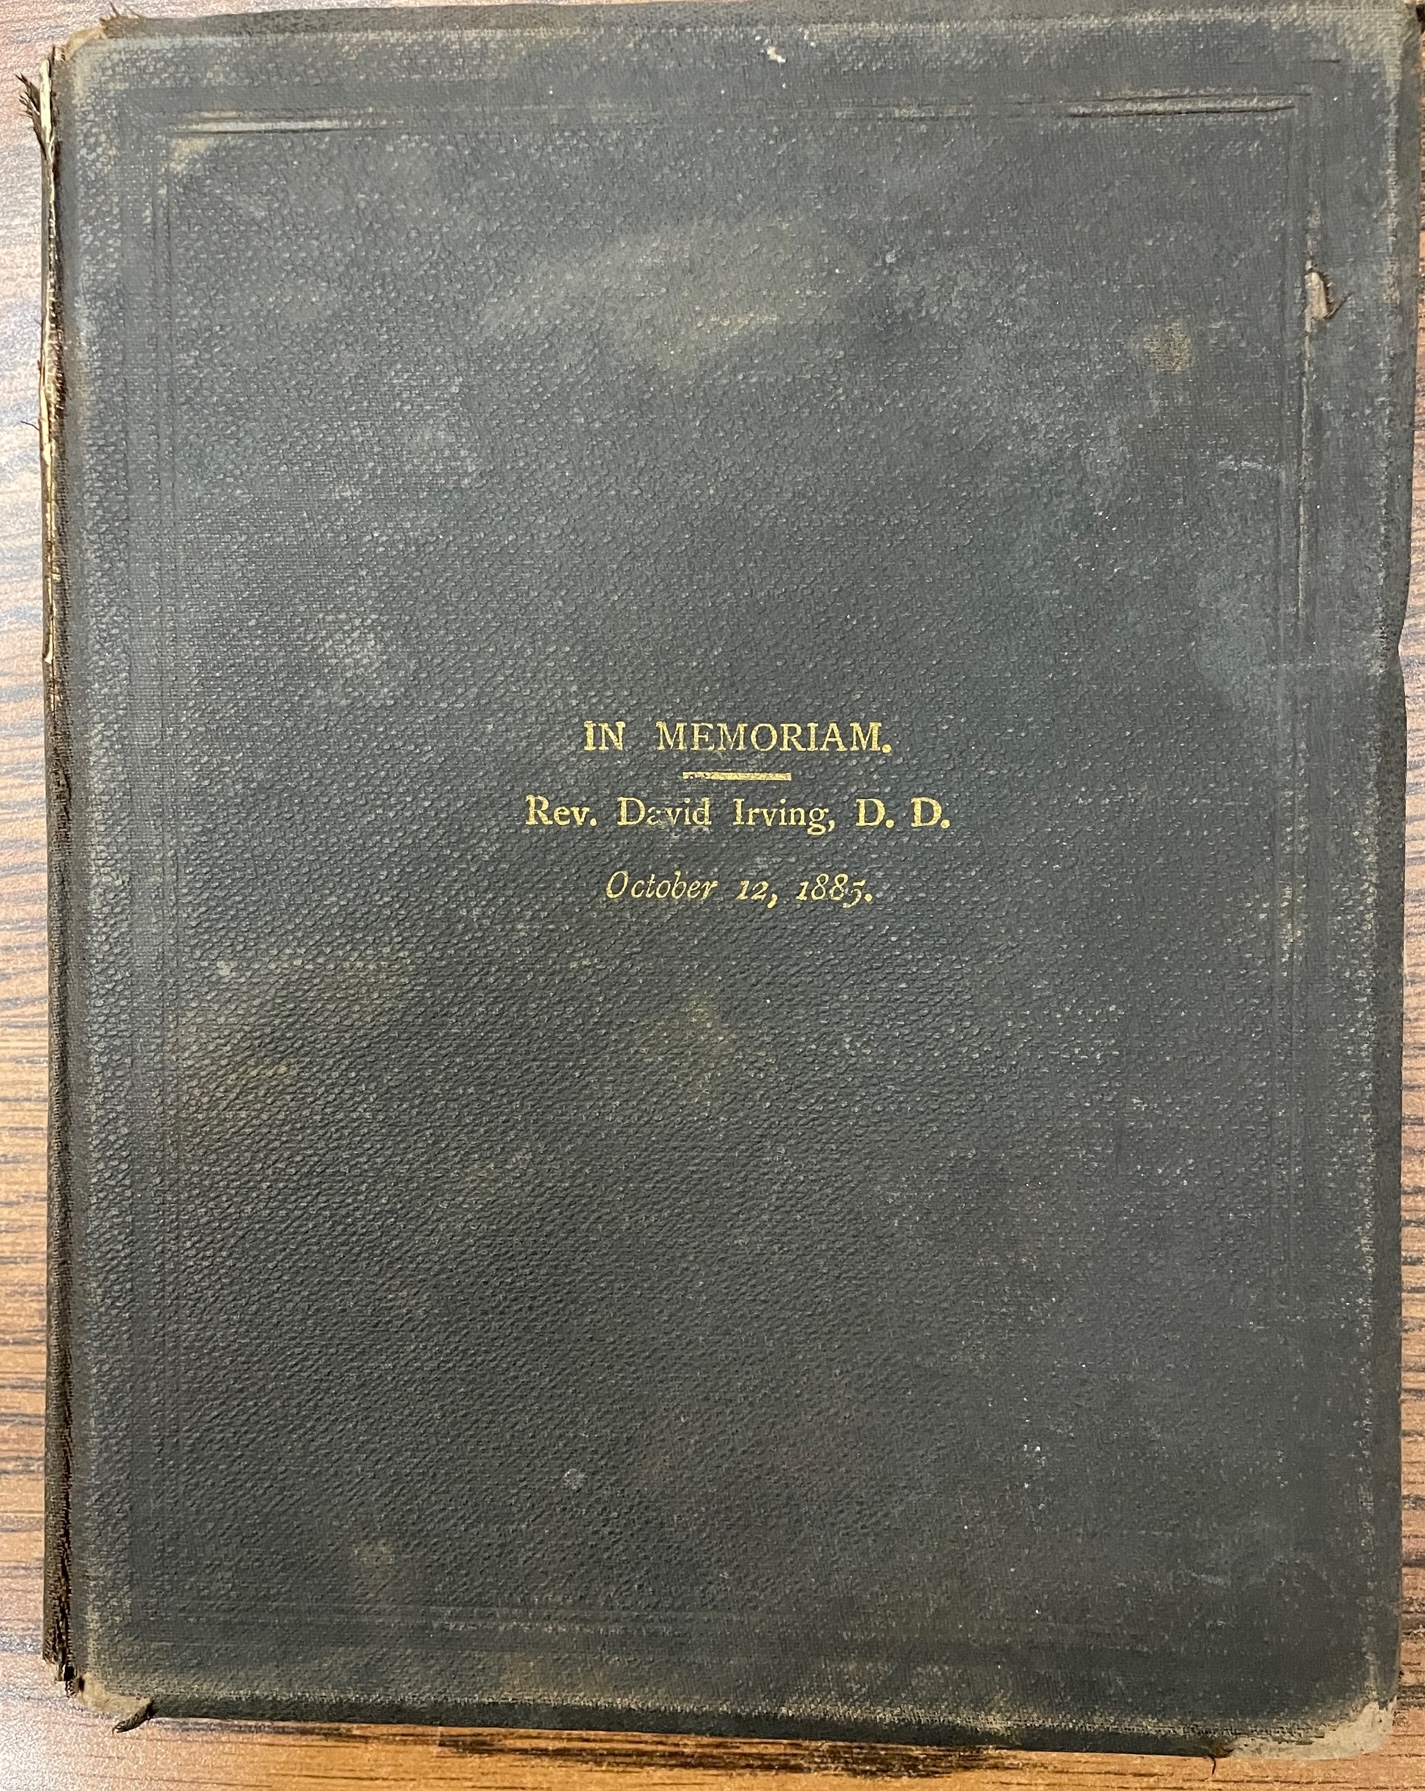 IN MEMORIAM.
Rev. David Irving, D. D.
October 12, 1885.